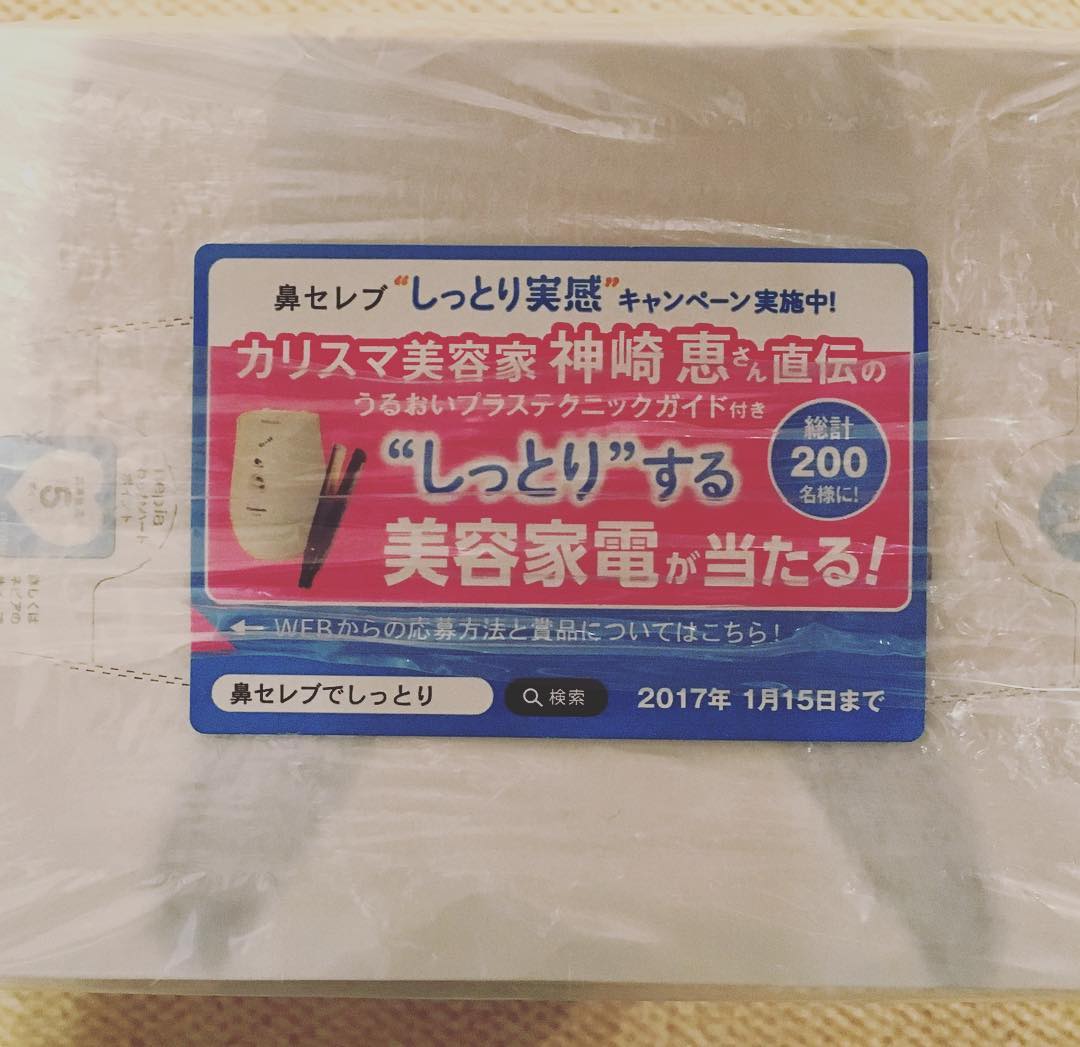 鼻セレブ“しっとり実感”キャンペーン実施中!
カリスマ美容家 神崎 恵さん直伝の
うるおいプラステクニックガイド付き
“しっとり”する
美容家電が当たる!
総計
200
名様に!
← WEBからの応募方法と賞品についてはこちら!
鼻セレブでしっとり
検索
2017年 1月15日まで
nepia
ポイント
5